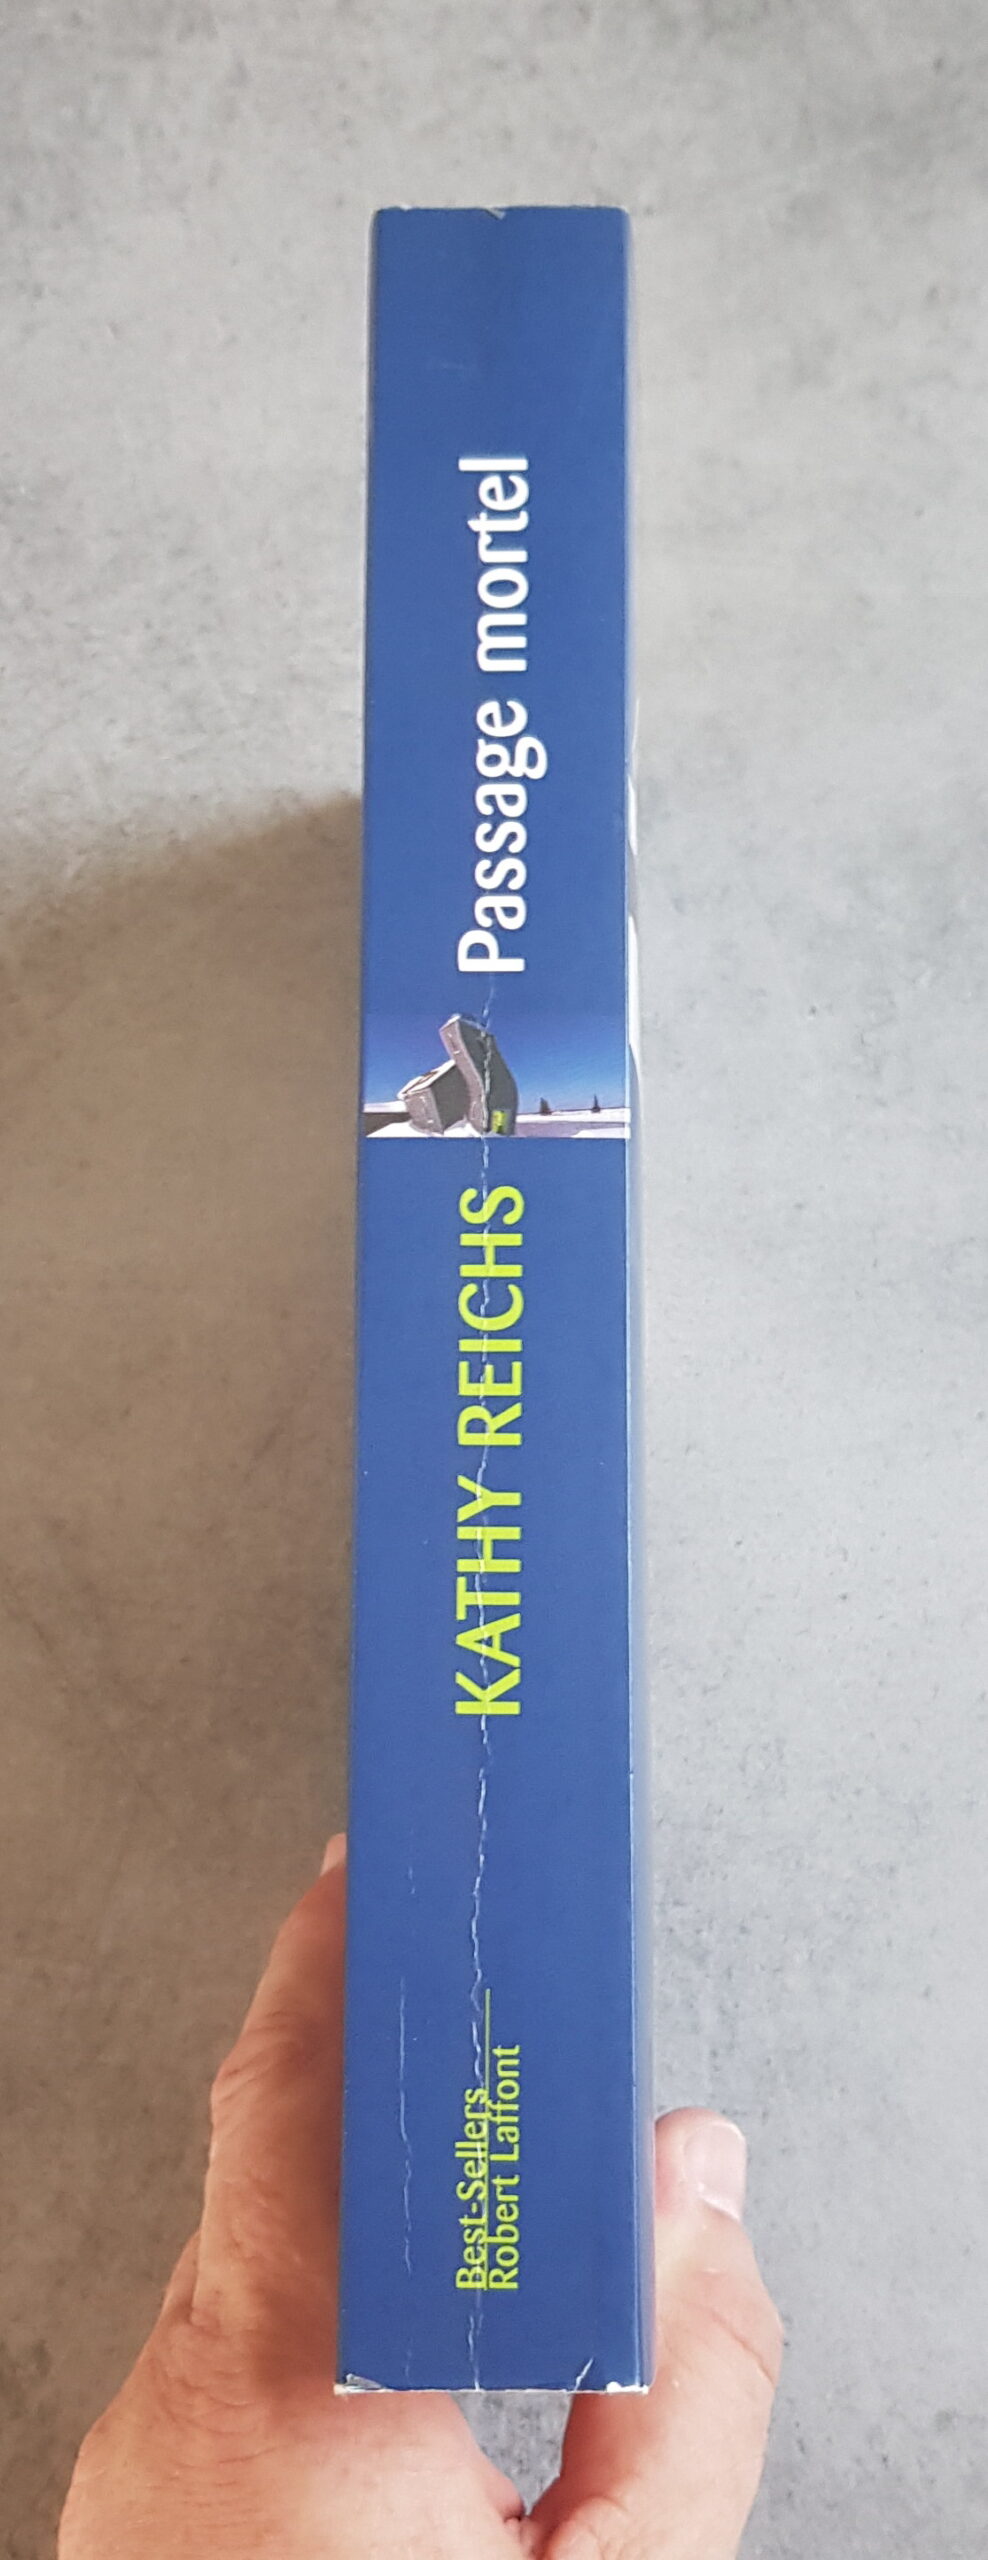 Passage mortel
KATHY REICHS
Best-Sellers
Robert Laffont